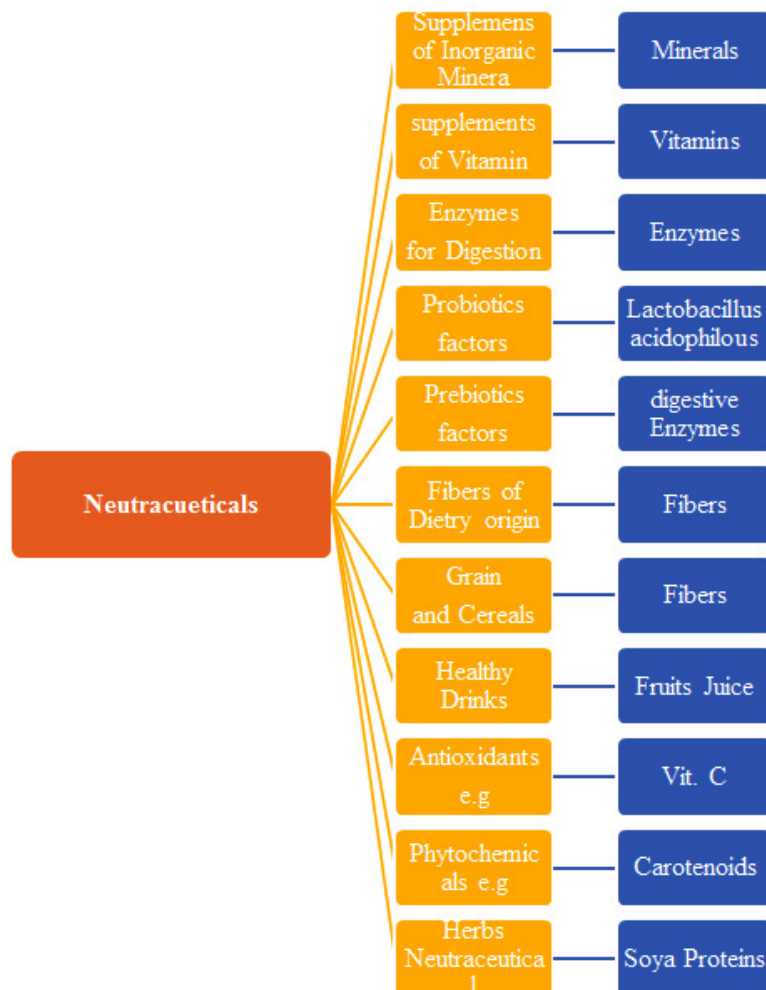 Supplemens
of Inorganic
Minera
Minerals
supplements
of Vitamin
Vitamins
Enzymes
for Digestion
Enzymes
Probiotics
factors
Lactobacillus
acidophilous
Prebiotics
factors
digestive
Enzymes
Neutracueticals
Fibers of
Dietry origin
Fibers
Grain
and Cereals
Fibers
Healthy
Drinks
Fruits Juice
Antioxidants
e.g
Vit. C
Phytochemic
als e.g
Carotenoids
Herbs
Neutraceutica
l
Soya Proteins